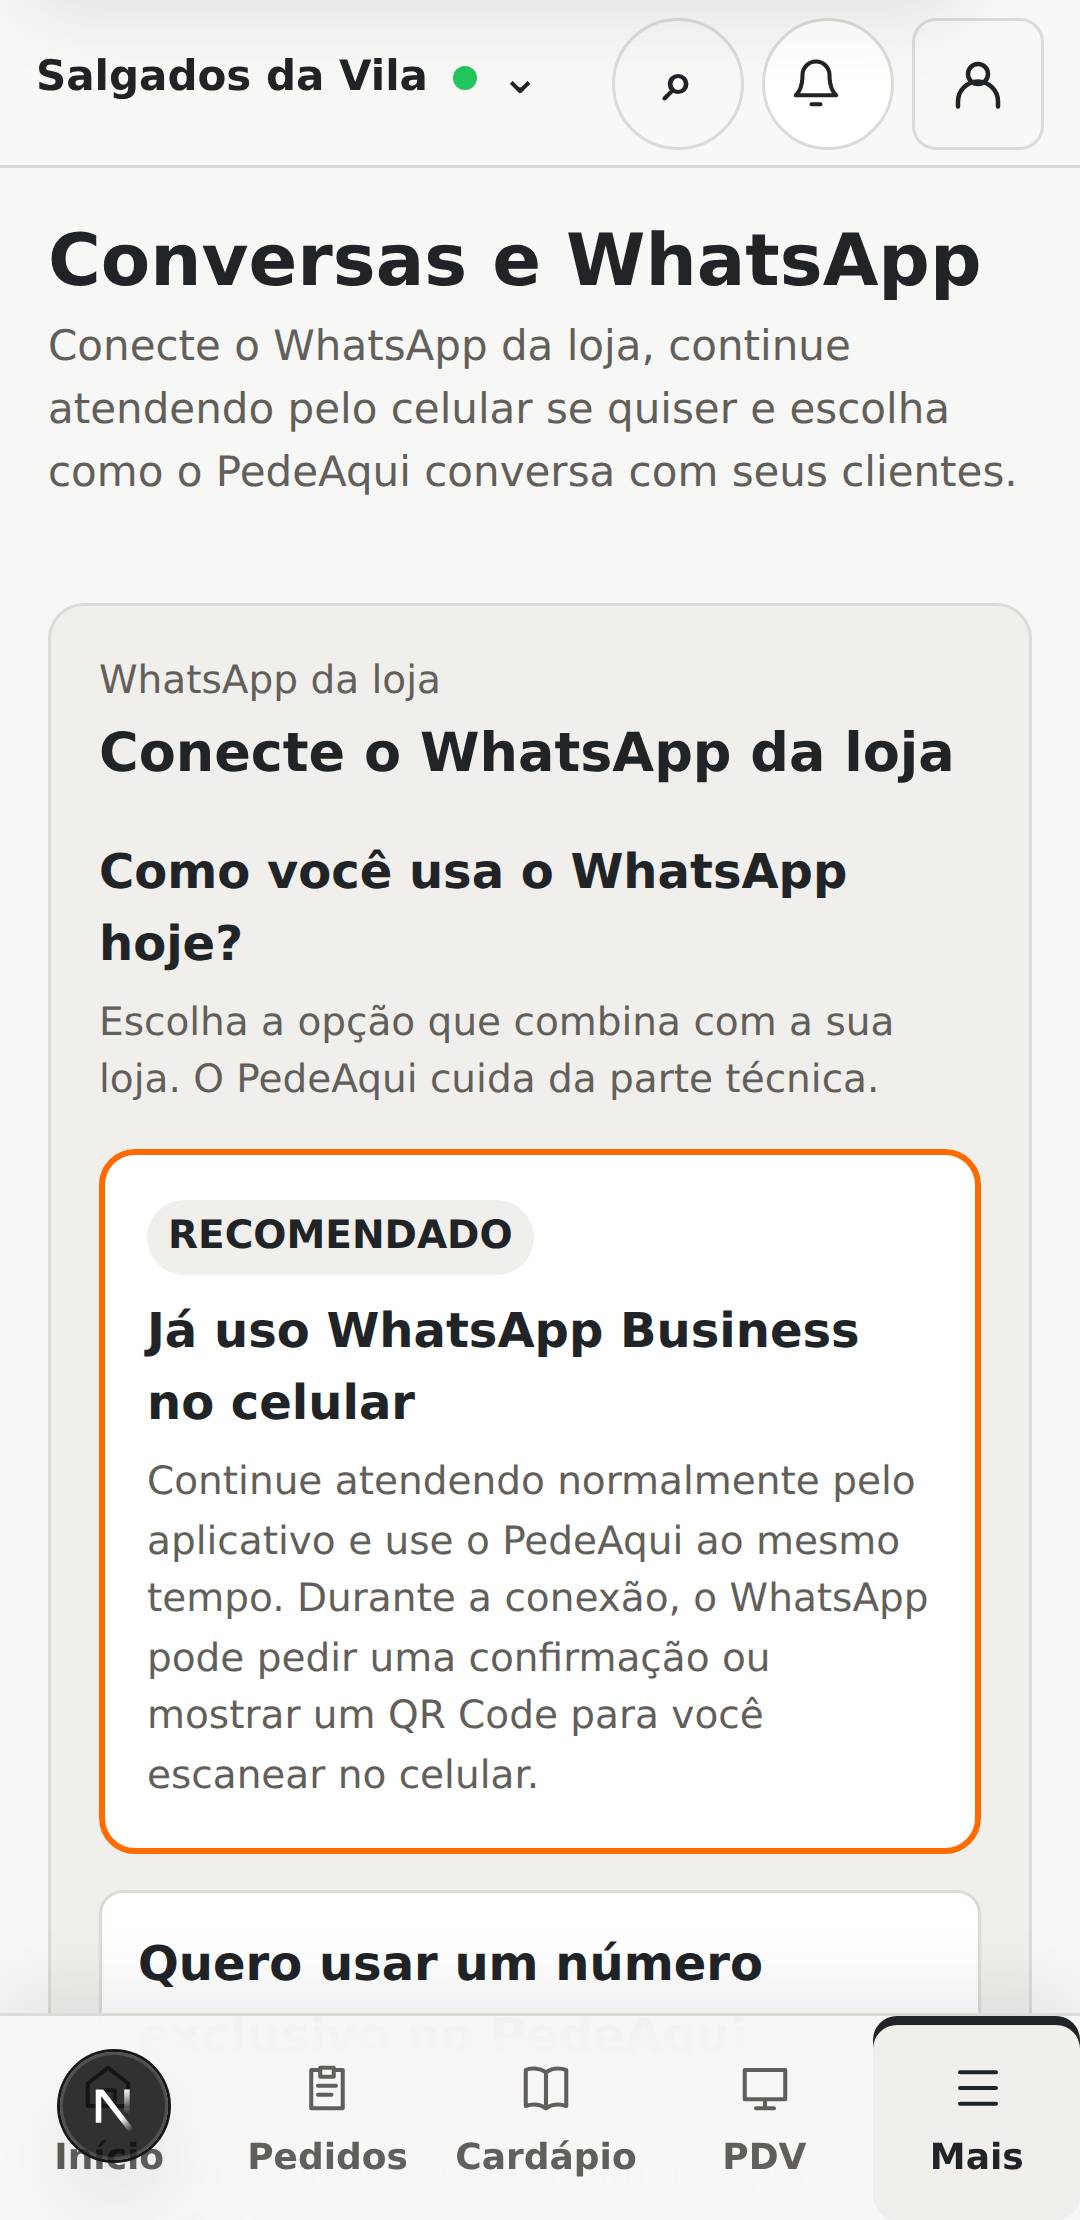 Salgados da Vila
Conversas e WhatsApp
Conecte o WhatsApp da loja, continue
atendendo pelo celular se quiser e escolha
como o PedeAqui conversa com seus clientes.
WhatsApp da loja
Conecte o WhatsApp da loja
Como você usa o WhatsApp
hoje?
Escolha a opção que combina com a sua
loja. O PedeAqui cuida da parte técnica.
RECOMENDADO
Já uso WhatsApp Business
no celular
Continue atendendo normalmente pelo
aplicativo e use o PedeAqui ao mesmo
tempo. Durante a conexão, o WhatsApp
pode pedir uma confirmação ou
mostrar um QR Code para você
escanear no celular.
Quero usar um número
exclusivo no PedeAqui
N
Início
Pedidos
Cardápio
PDV
Mais